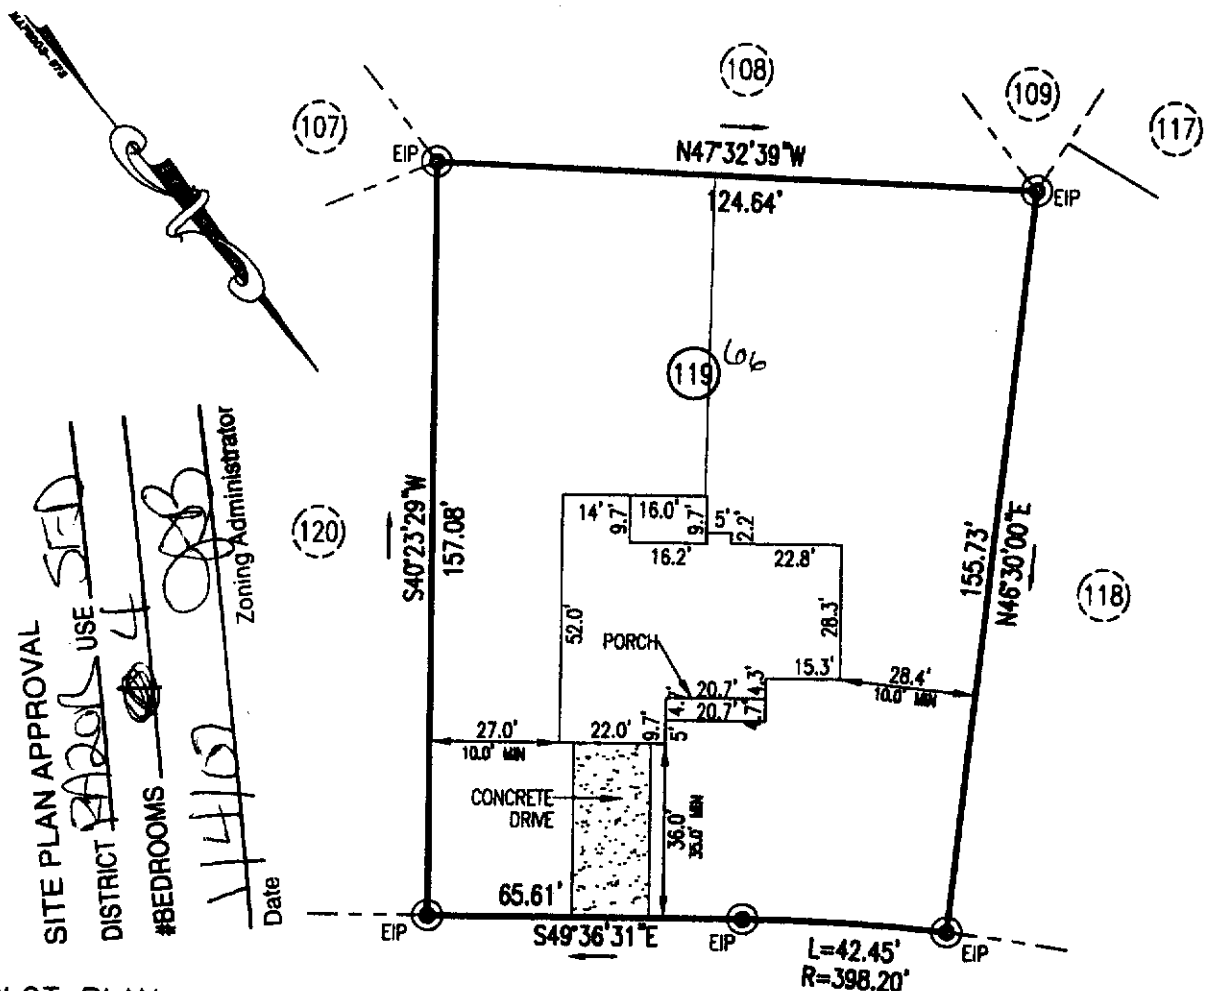 108
109
117
107
EIP
N47°32'39"W
124.64'
EIP
119
S40°23'29"W
157.08'
120
155.73'
N46°30'00"E
118
14'
9.7'
16.0'
9.7'
5'
2.2'
16.2'
22.8'
52.0'
28.3'
PORCH
15.3'
20.7'
4.3'
20.7'
4.7'
28.4'
10.0' MIN
27.0'
10.0' MIN
22.0'
9.7'
5'
CONCRETE
DRIVE
36.0'
35.0' MIN
65.61'
EIP
S49°36'31"E
EIP
L=42.45'
R=398.20'
EIP
SITE PLAN APPROVAL
DISTRICT RA20R USE SFD
#BEDROOMS 4
Date
Zoning Administrator